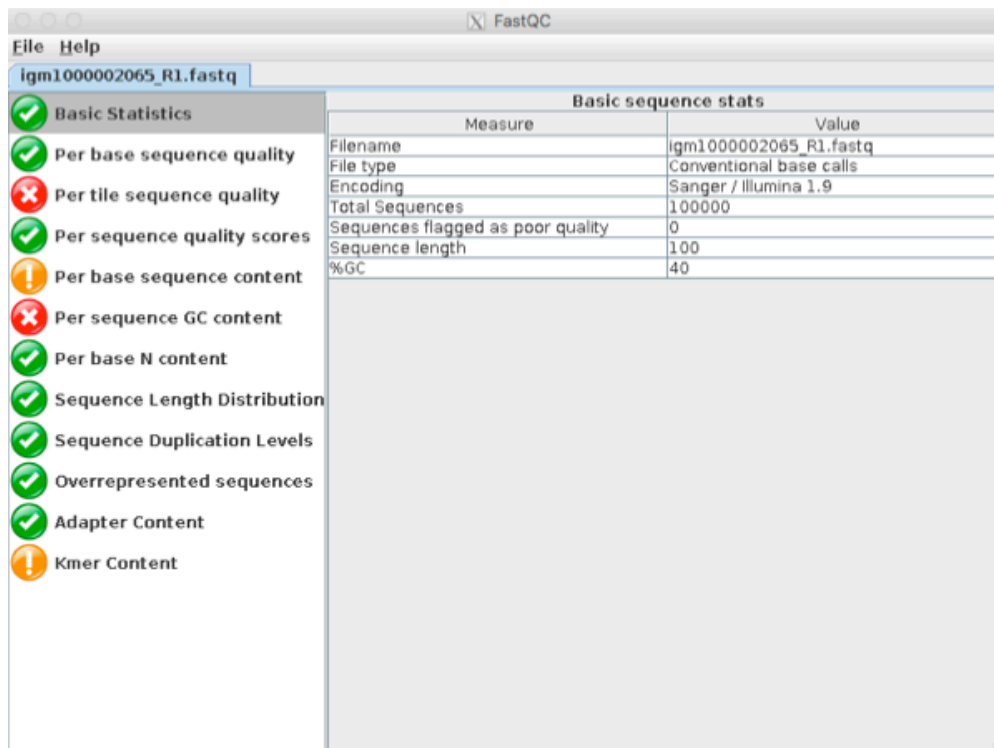 FastQC
File Help
igm1000002065_R1.fastq
Basic Statistics
Per base sequence quality
Per tile sequence quality
Per sequence quality scores
Per base sequence content
Per sequence GC content
Per base N content
Sequence Length Distribution
Sequence Duplication Levels
Overrepresented sequences
Adapter Content
Kmer Content
Basic sequence stats
Measure Value
Filename igm1000002065_R1.fastq
File type Conventional base calls
Encoding Sanger / Illumina 1.9
Total Sequences 100000
Sequences flagged as poor quality 0
Sequence length 100
%GC 40